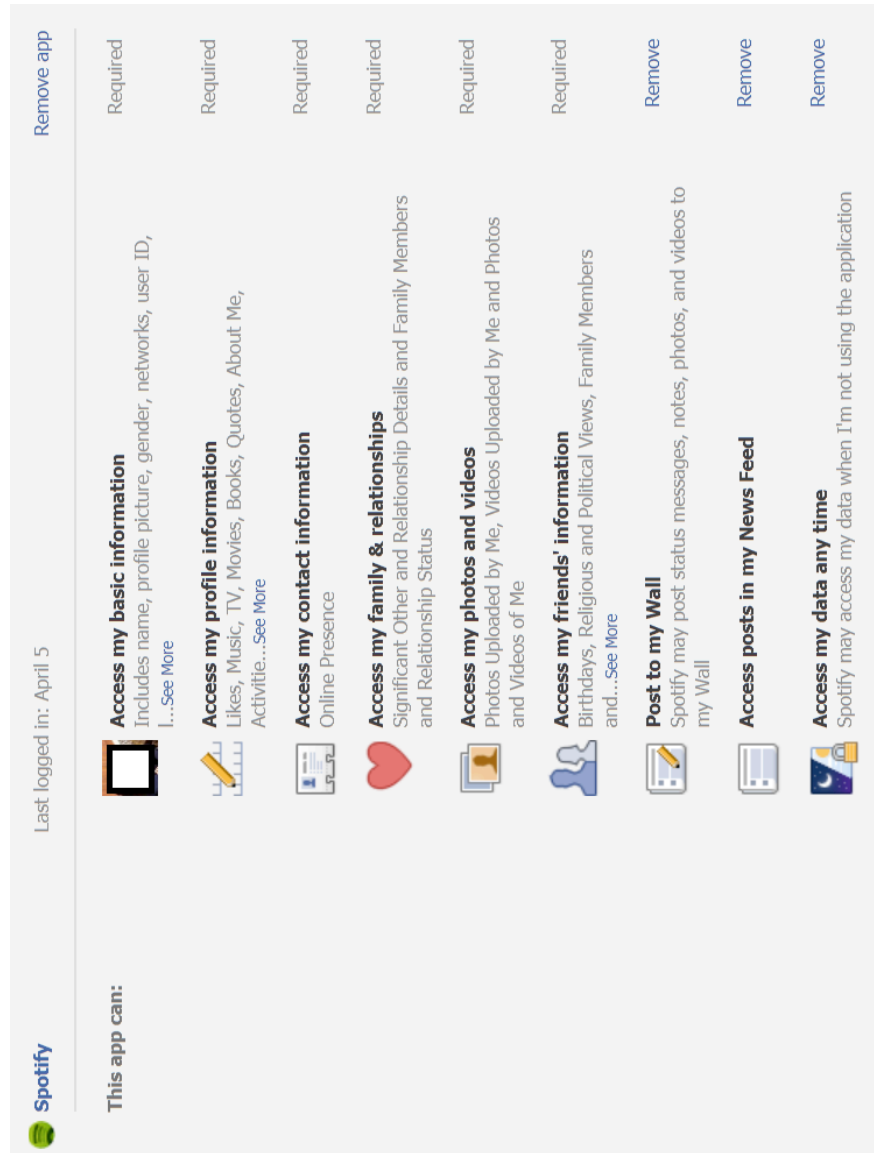 Spotify
Last logged in: April 5
Remove app
This app can:
Access my basic information
Required
Includes name, profile picture, gender, networks, user ID,
l...See More
Access my profile information
Required
Likes, Music, TV, Movies, Books, Quotes, About Me,
Activitie...See More
Access my contact information
Required
Online Presence
Access my family & relationships
Required
Significant Other and Relationship Details and Family Members
and Relationship Status
Access my photos and videos
Required
Photos Uploaded by Me, Videos Uploaded by Me and Photos
and Videos of Me
Access my friends' information
Required
Birthdays, Religious and Political Views, Family Members
and...See More
Post to my Wall
Remove
Spotify may post status messages, notes, photos, and videos to
my Wall
Access posts in my News Feed
Remove
Access my data any time
Remove
Spotify may access my data when I'm not using the application